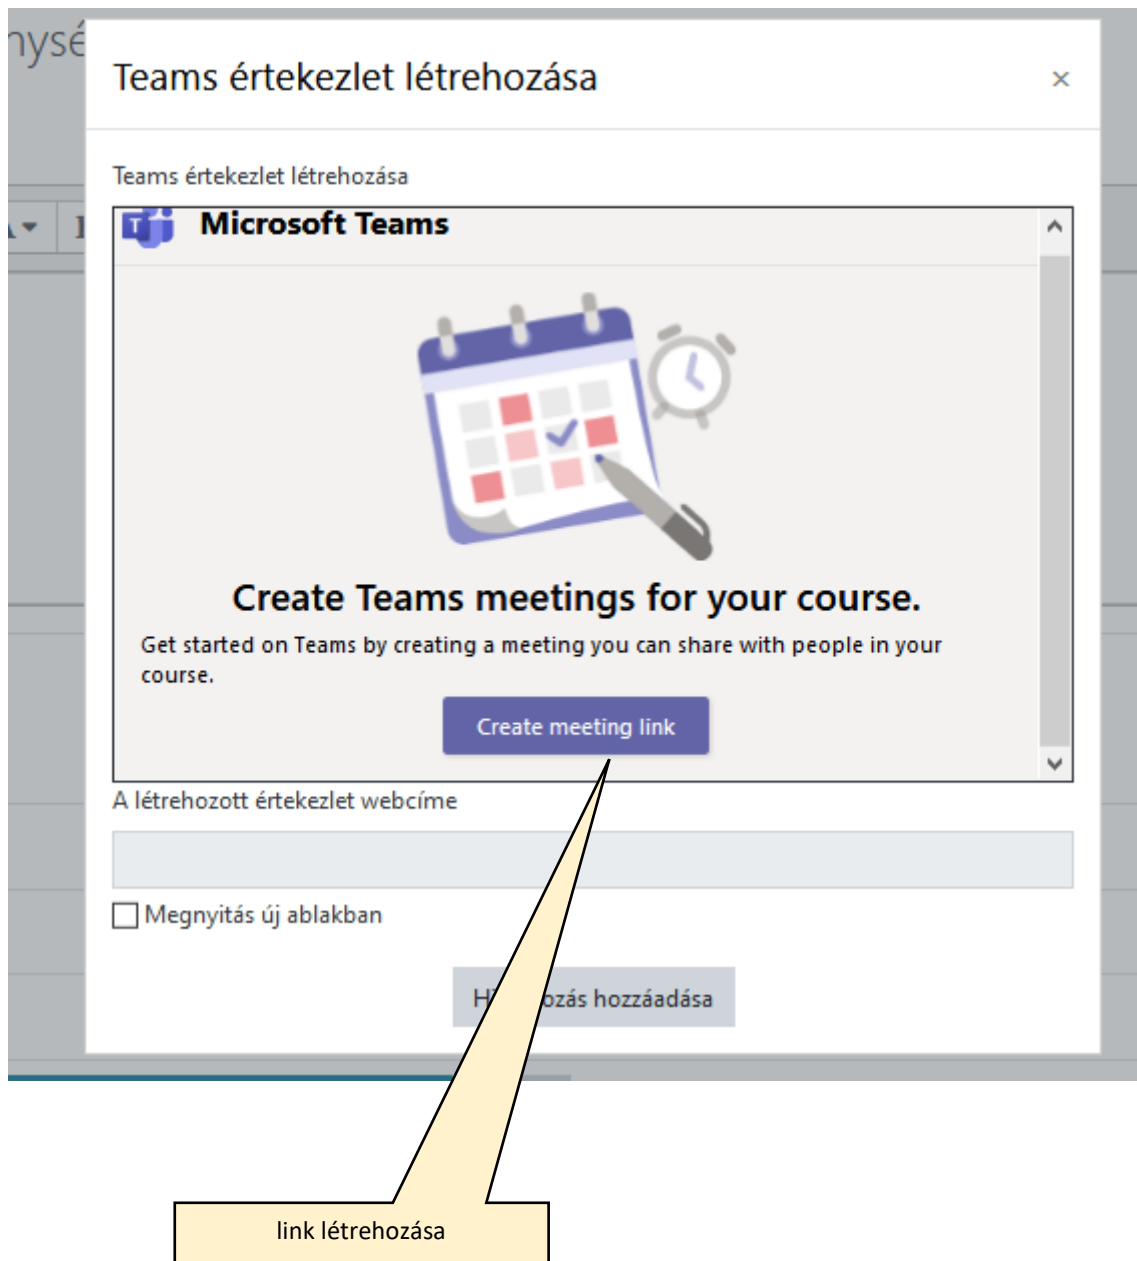 nysé
Teams értekezlet létrehozása
×
Teams értekezlet létrehozása
Microsoft Teams
Create Teams meetings for your course.
Get started on Teams by creating a meeting you can share with people in your
course.
Create meeting link
A létrehozott értekezlet webcíme
Megnyitás új ablakban
hozzáadása
link létrehozása